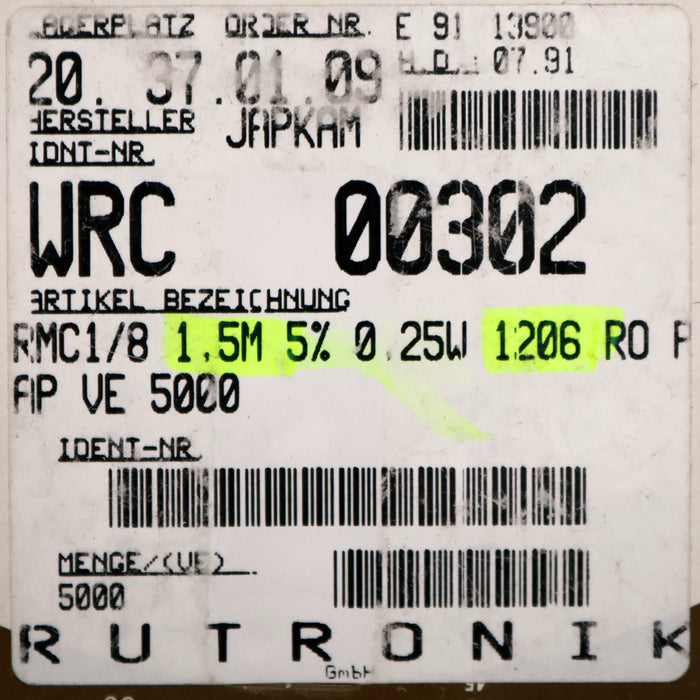 LAGERPLATZ ORDER NR. E 91 13900
20. 37.01.09 H.D.: 07.91
HERSTELLER JAPKAM
IDNT-NR.
WRC 00302
ARTIKEL BEZEICHNUNG
RMC1/8 1,5M 5% 0.25W 1206 RO
AP VE 5000
IDENT-NR.
MENGE/(VE)
5000
RUTRONIK
GmbH